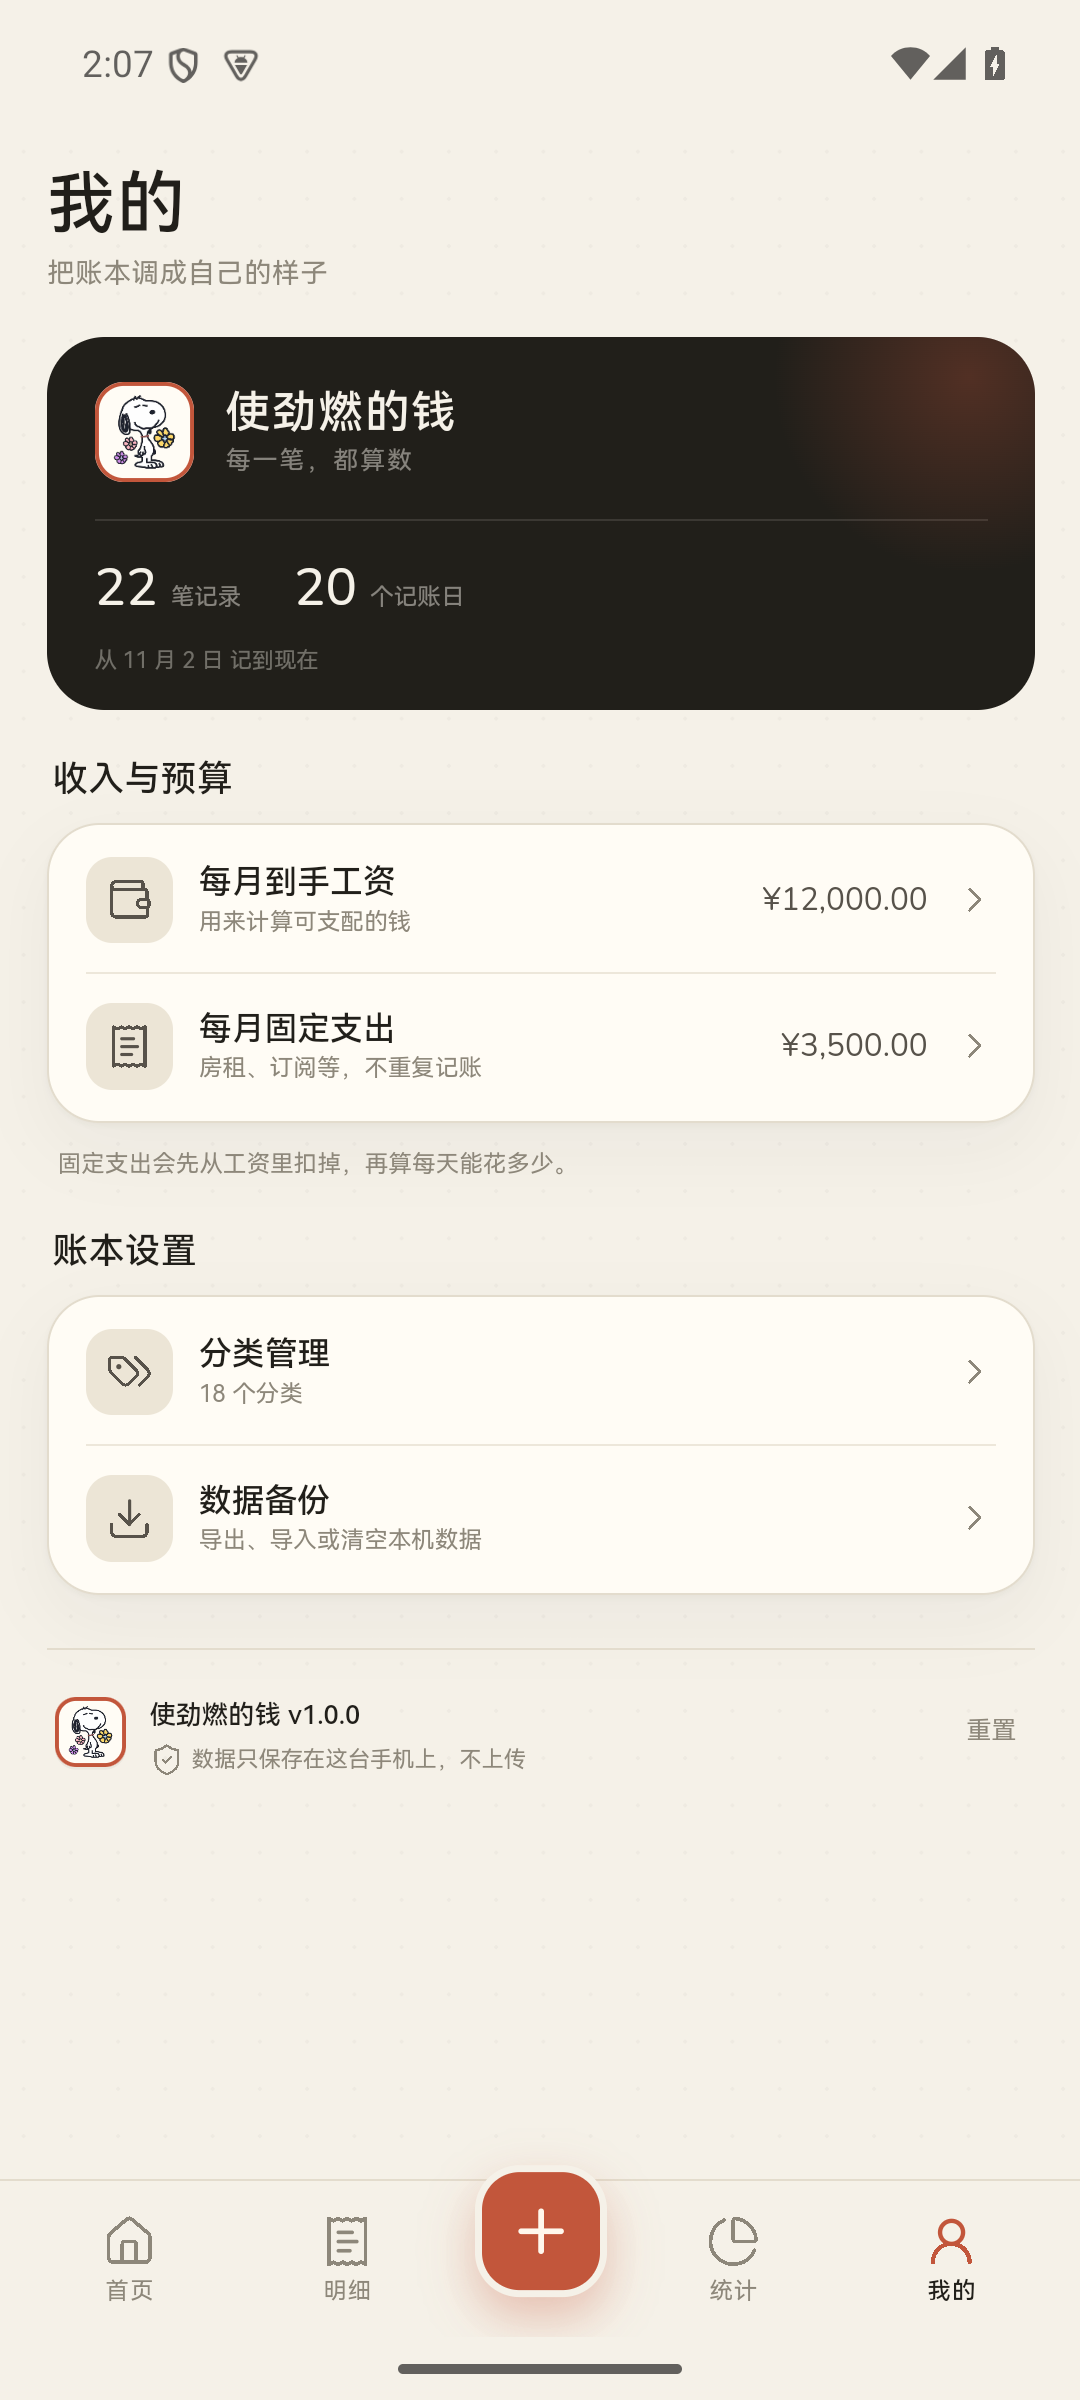 2:07
我的
把账本调成自己的样子
使劲燃的钱
每一笔，都算数
22 笔记录 20 个记账日
从 11 月 2 日 记到现在
收入与预算
每月到手工资
用来计算可支配的钱
¥12,000.00
每月固定支出
房租、订阅等，不重复记账
¥3,500.00
固定支出会先从工资里扣掉，再算每天能花多少。
账本设置
分类管理
18 个分类
数据备份
导出、导入或清空本机数据
使劲燃的钱 v1.0.0
数据只保存在这台手机上，不上传
重置
首页
明细
统计
我的